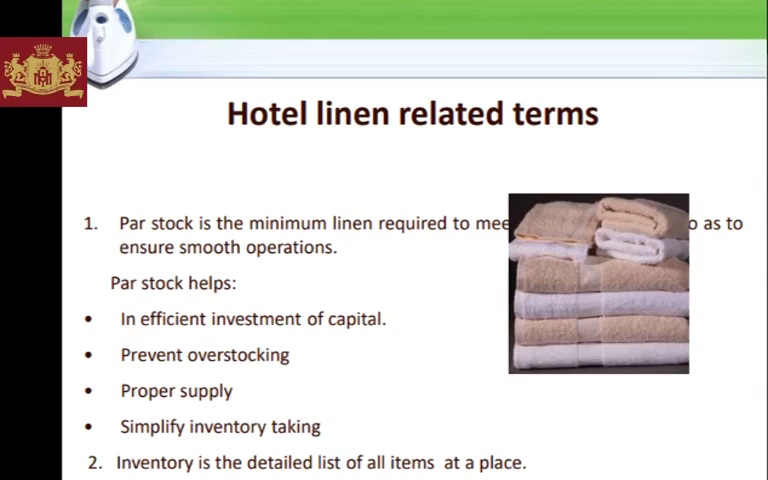 Hotel linen related terms
1. Par stock is the minimum linen required to mee o as to
ensure smooth operations.
Par stock helps:
• In efficient investment of capital.
• Prevent overstocking
• Proper supply
• Simplify inventory taking
2. Inventory is the detailed list of all items at a place.